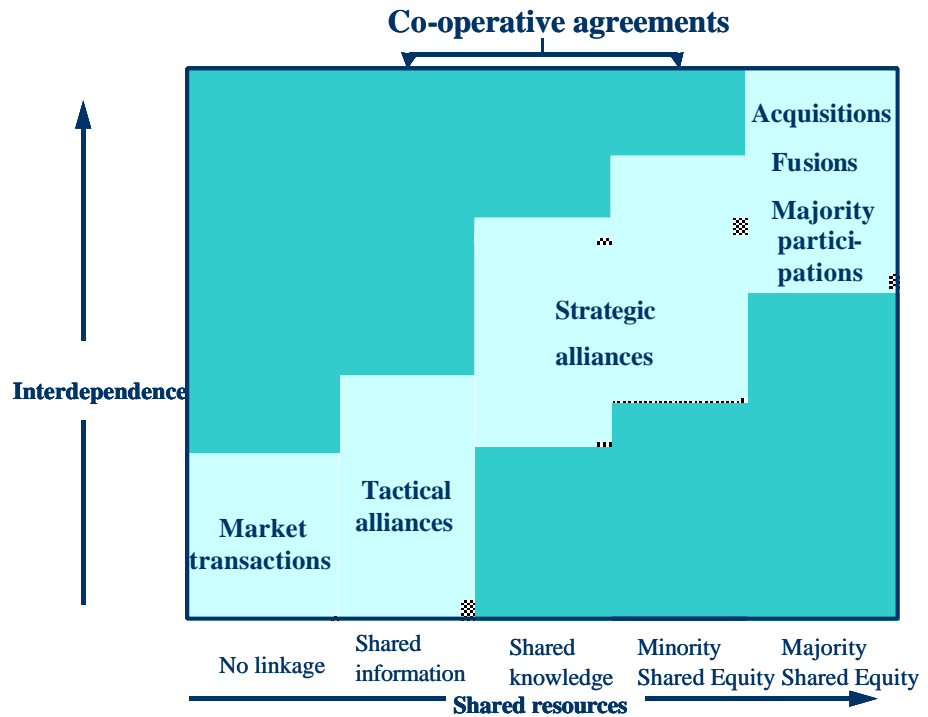 Co-operative agreements
Acquisitions
Fusions
Majority
partici-
pations
Strategic
alliances
Interdependence
Tactical
alliances
Market
transactions
No linkage
Shared
information
Shared
knowledge
Minority
Shared Equity
Majority
Shared Equity
Shared resources